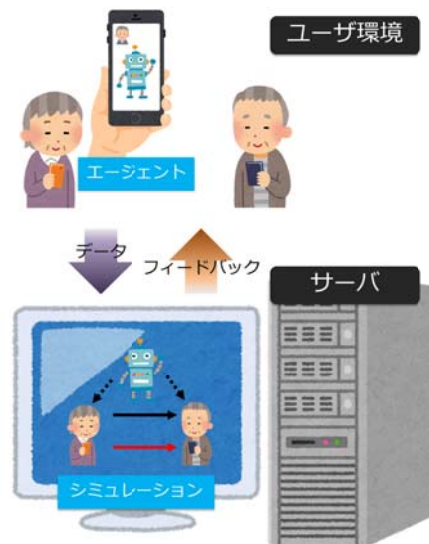 ユーザ環境
エージェント
データ
フィードバック
サーバ
シミュレーション